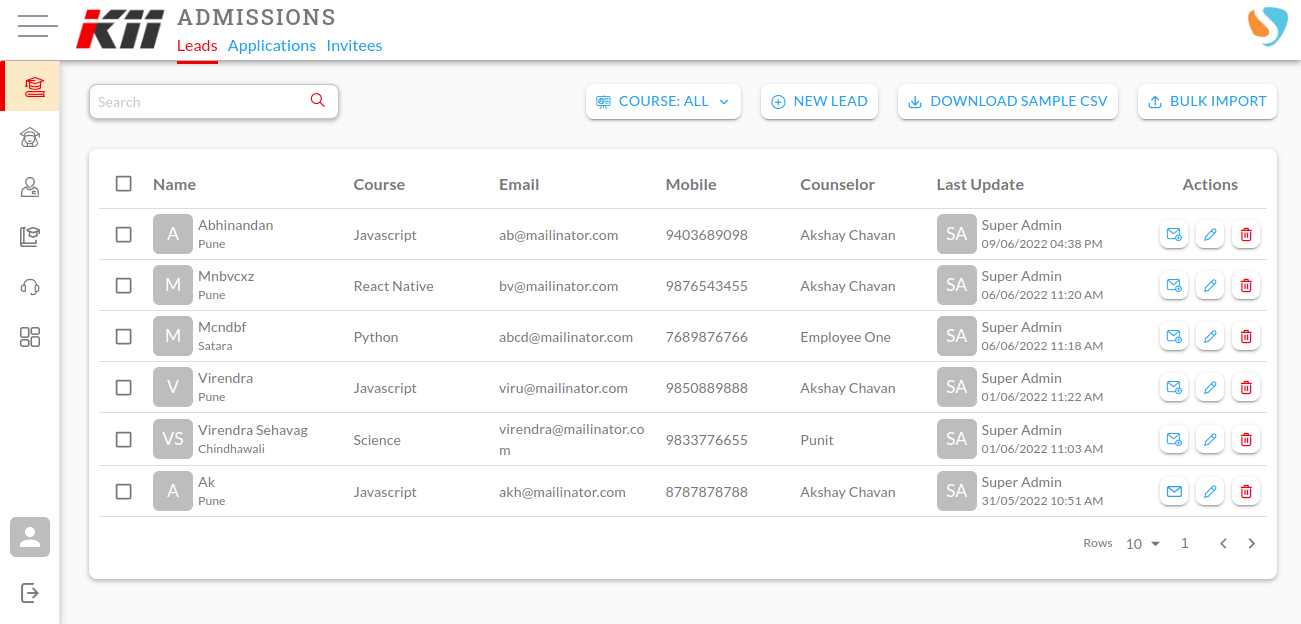 KII
ADMISSIONS
Leads Applications Invitees
Search
COURSE: ALL
NEW LEAD
DOWNLOAD SAMPLE CSV
BULK IMPORT
Name Course Email Mobile Counselor Last Update Actions
A Abhinandan Pune Javascript ab@mailinator.com 9403689098 Akshay Chavan SA Super Admin 09/06/2022 04:38 PM
M Mnbvcxz Pune React Native bv@mailinator.com 9876543455 Akshay Chavan SA Super Admin 06/06/2022 11:20 AM
M Mcndbf Satara Python abcd@mailinator.com 7689876766 Employee One SA Super Admin 06/06/2022 11:18 AM
V Virendra Pune Javascript viru@mailinator.com 9850889888 Akshay Chavan SA Super Admin 01/06/2022 11:22 AM
VS Virendra Sehavag Chindhawali Science virendra@mailinator.co
m 9833776655 Punit SA Super Admin 01/06/2022 11:03 AM
A Ak Pune Javascript akh@mailinator.com 8787878788 Akshay Chavan SA Super Admin 31/05/2022 10:51 AM
Rows 10 1